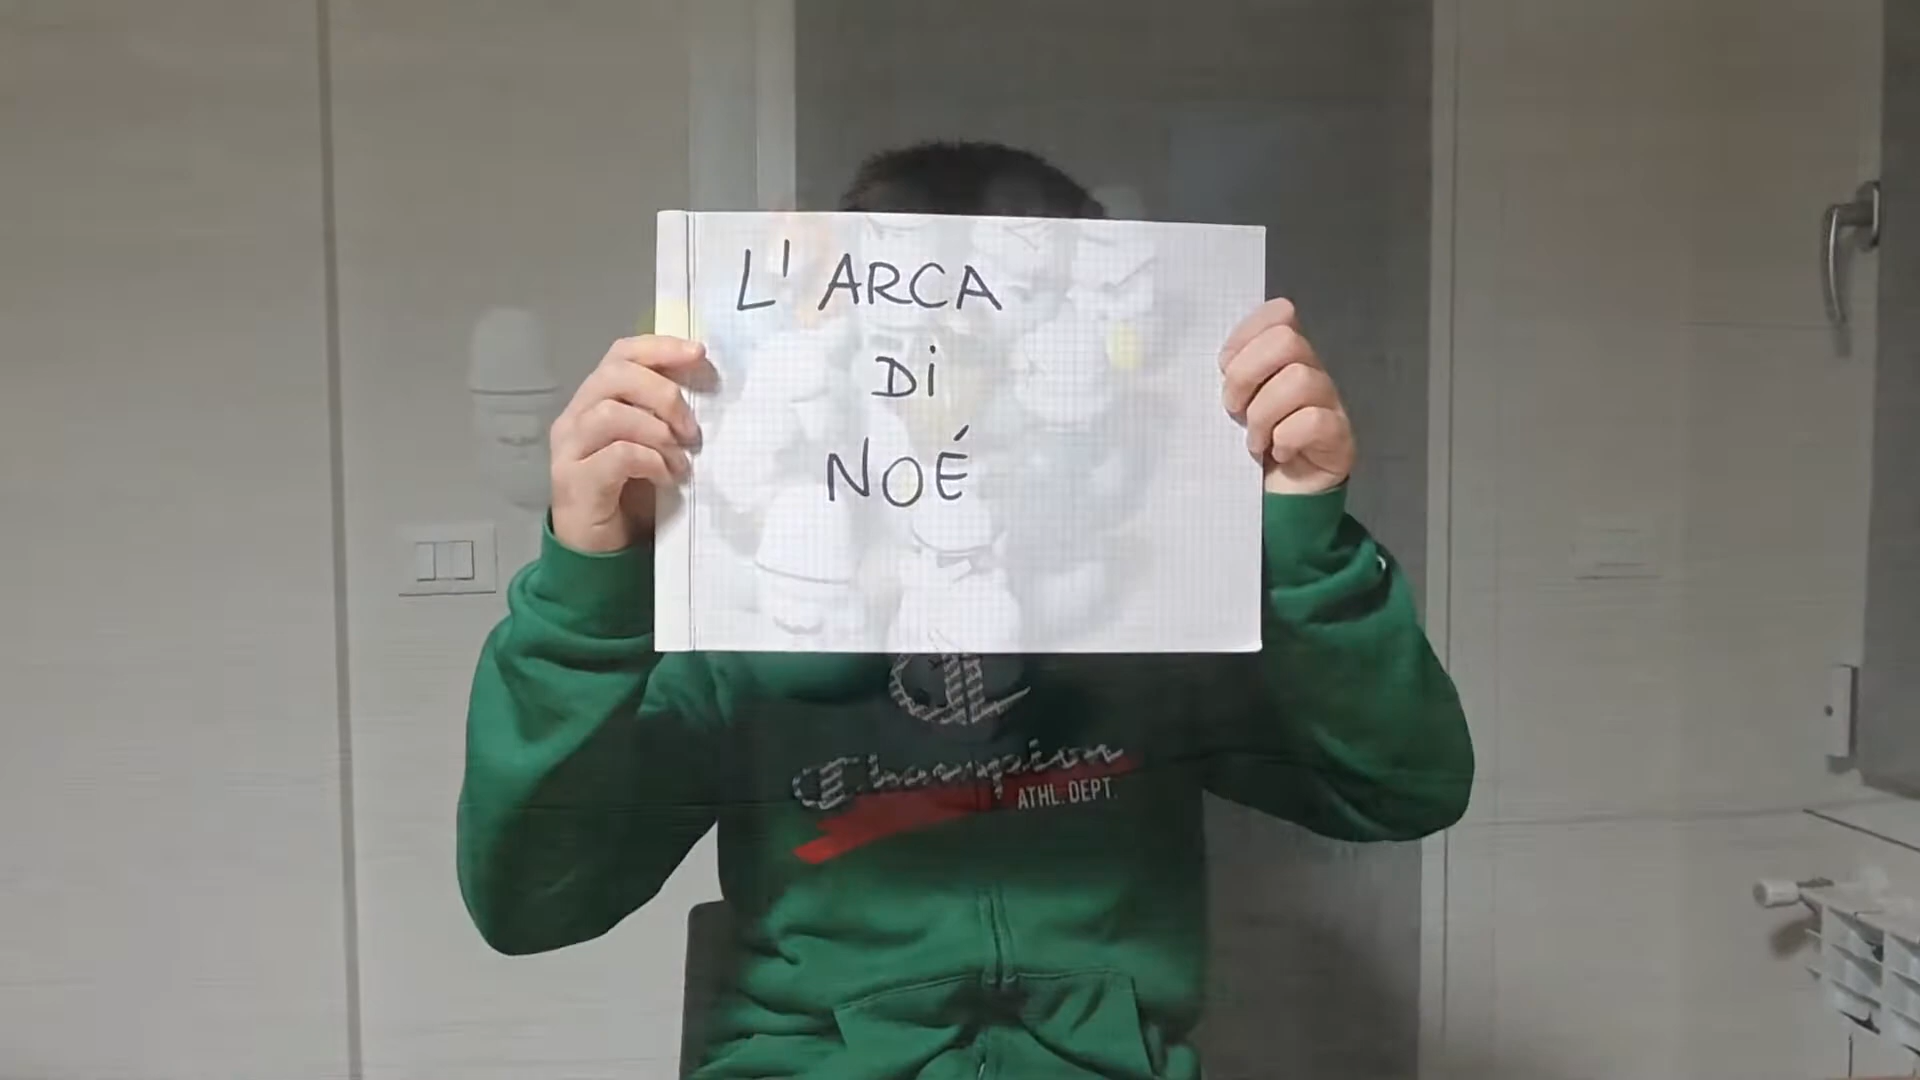 L' ARCA
Di
NOÉ
Champion
ATHL. DEPT.